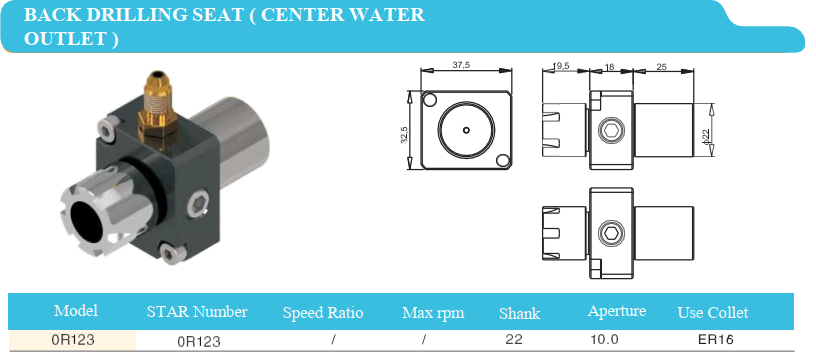 BACK DRILLING SEAT ( CENTER WATER
OUTLET )
37,5
32,5
19,5 18 25
ϕ22
Model STAR Number Speed Ratio Max rpm Shank Aperture Use Collet
0R123 0R123 / / 22 10.0 ER16